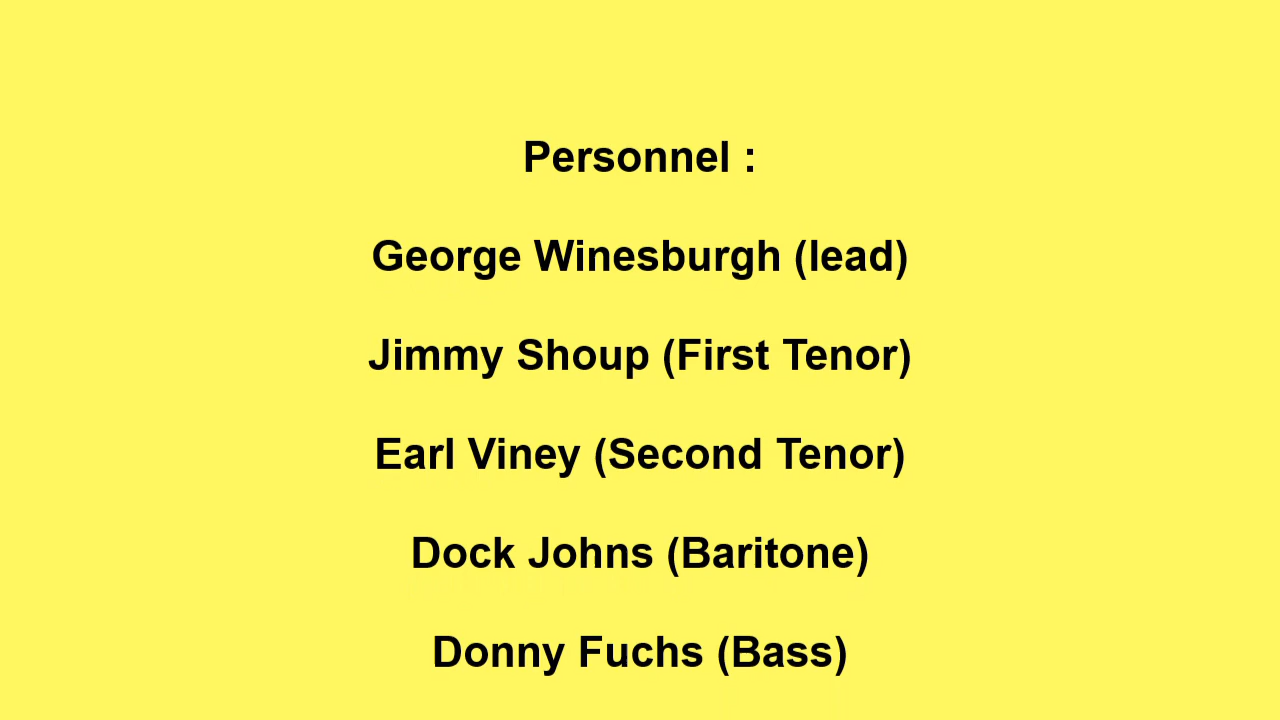 Personnel :
George Winesburgh (lead)
Jimmy Shoup (First Tenor)
Earl Viney (Second Tenor)
Dock Johns (Baritone)
Donny Fuchs (Bass)